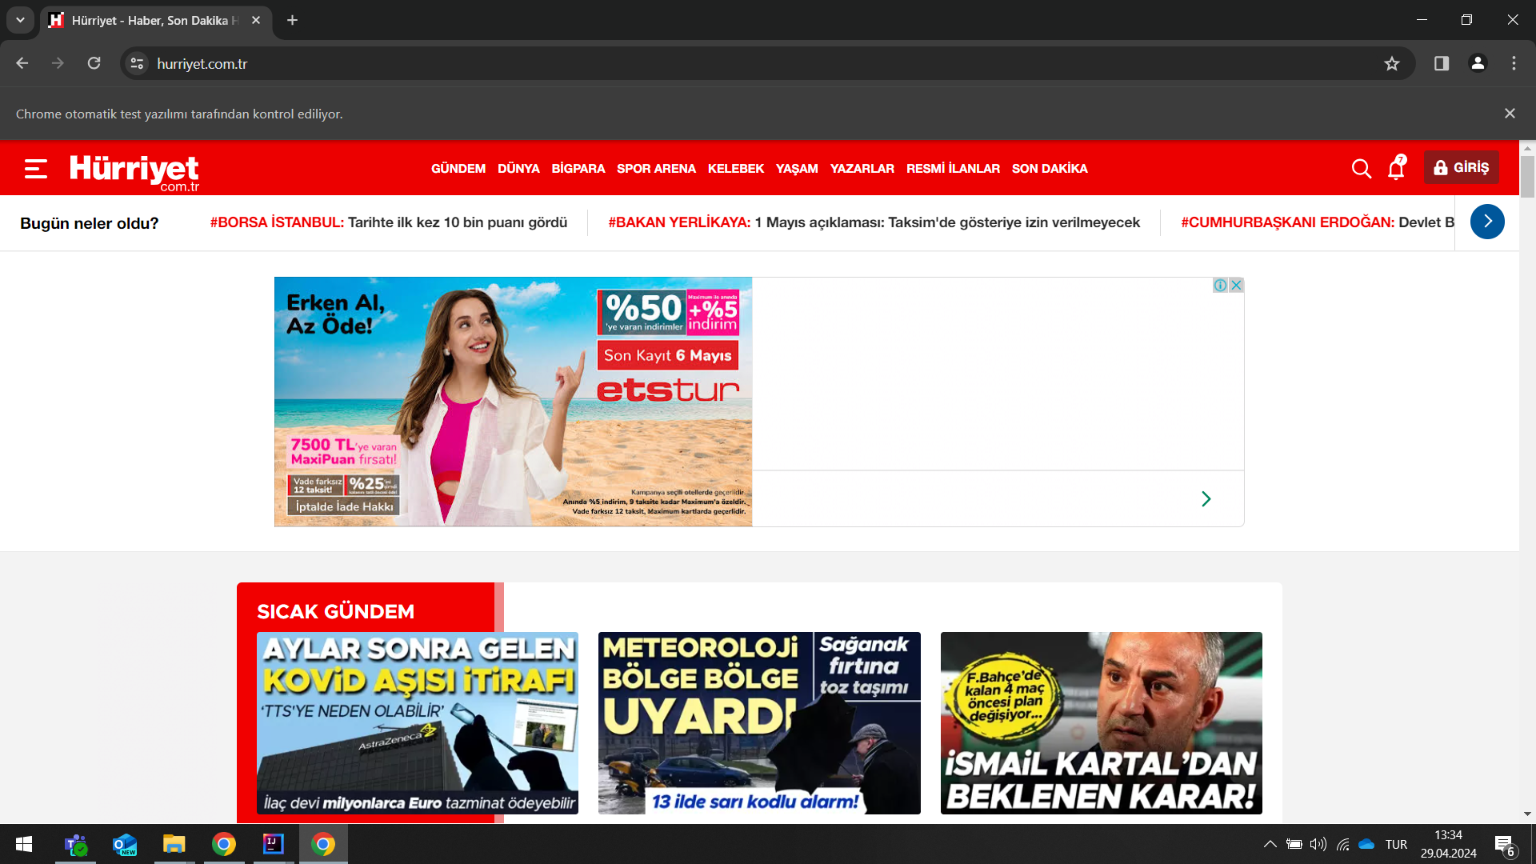 Hürriyet - Haber, Son Dakika H
hurriyet.com.tr
Chrome otomatik test yazılımı tarafından kontrol ediliyor.
Hürriyet
com.tr
GÜNDEM DÜNYA BİGPARA SPOR ARENA KELEBEK YAŞAM YAZARLAR RESMİ İLANLAR SON DAKİKA
7
GİRİŞ
Bugün neler oldu?
#BORSA İSTANBUL: Tarihte ilk kez 10 bin puanı gördü
#BAKAN YERLİKAYA: 1 Mayıs açıklaması: Taksim'de gösteriye izin verilmeyecek
#CUMHURBAŞKANI ERDOĞAN: Devlet B
Erken Al,
Az Öde!
%50
'ye varan indirimler
Maximum'la anında
+%5
indirim
Son Kayıt 6 Mayıs
etstur
7500 TL'ye varan
MaxiPuan fırsatı!
Vade farksız
12 taksit!
%25
İptalde İade Hakkı
Kampanya seçili otellerde geçerlidir.
Anında %5 indirim, 9 taksite kadar Maximum'a özeldir.
Vade farksız 12 taksit, Maximum kartlarda geçerlidir.
SICAK GÜNDEM
AYLAR SONRA GELEN
KOVİD AŞISI İTİRAFI
'TTS'YE NEDEN OLABİLİR'
AstraZeneca
İlaç devi milyonlarca Euro tazminat ödeyebilir
METEOROLOJİ
BÖLGE BÖLGE
UYARDI
Sağanak
fırtına
toz taşımı
13 ilde sarı kodlu alarm!
F.Bahçe'de
kalan 4 maç
öncesi plan
değişiyor...
İSMAİL KARTAL'DAN
BEKLENEN KARAR!
NEW
IJ
TUR
13:34
29.04.2024
6